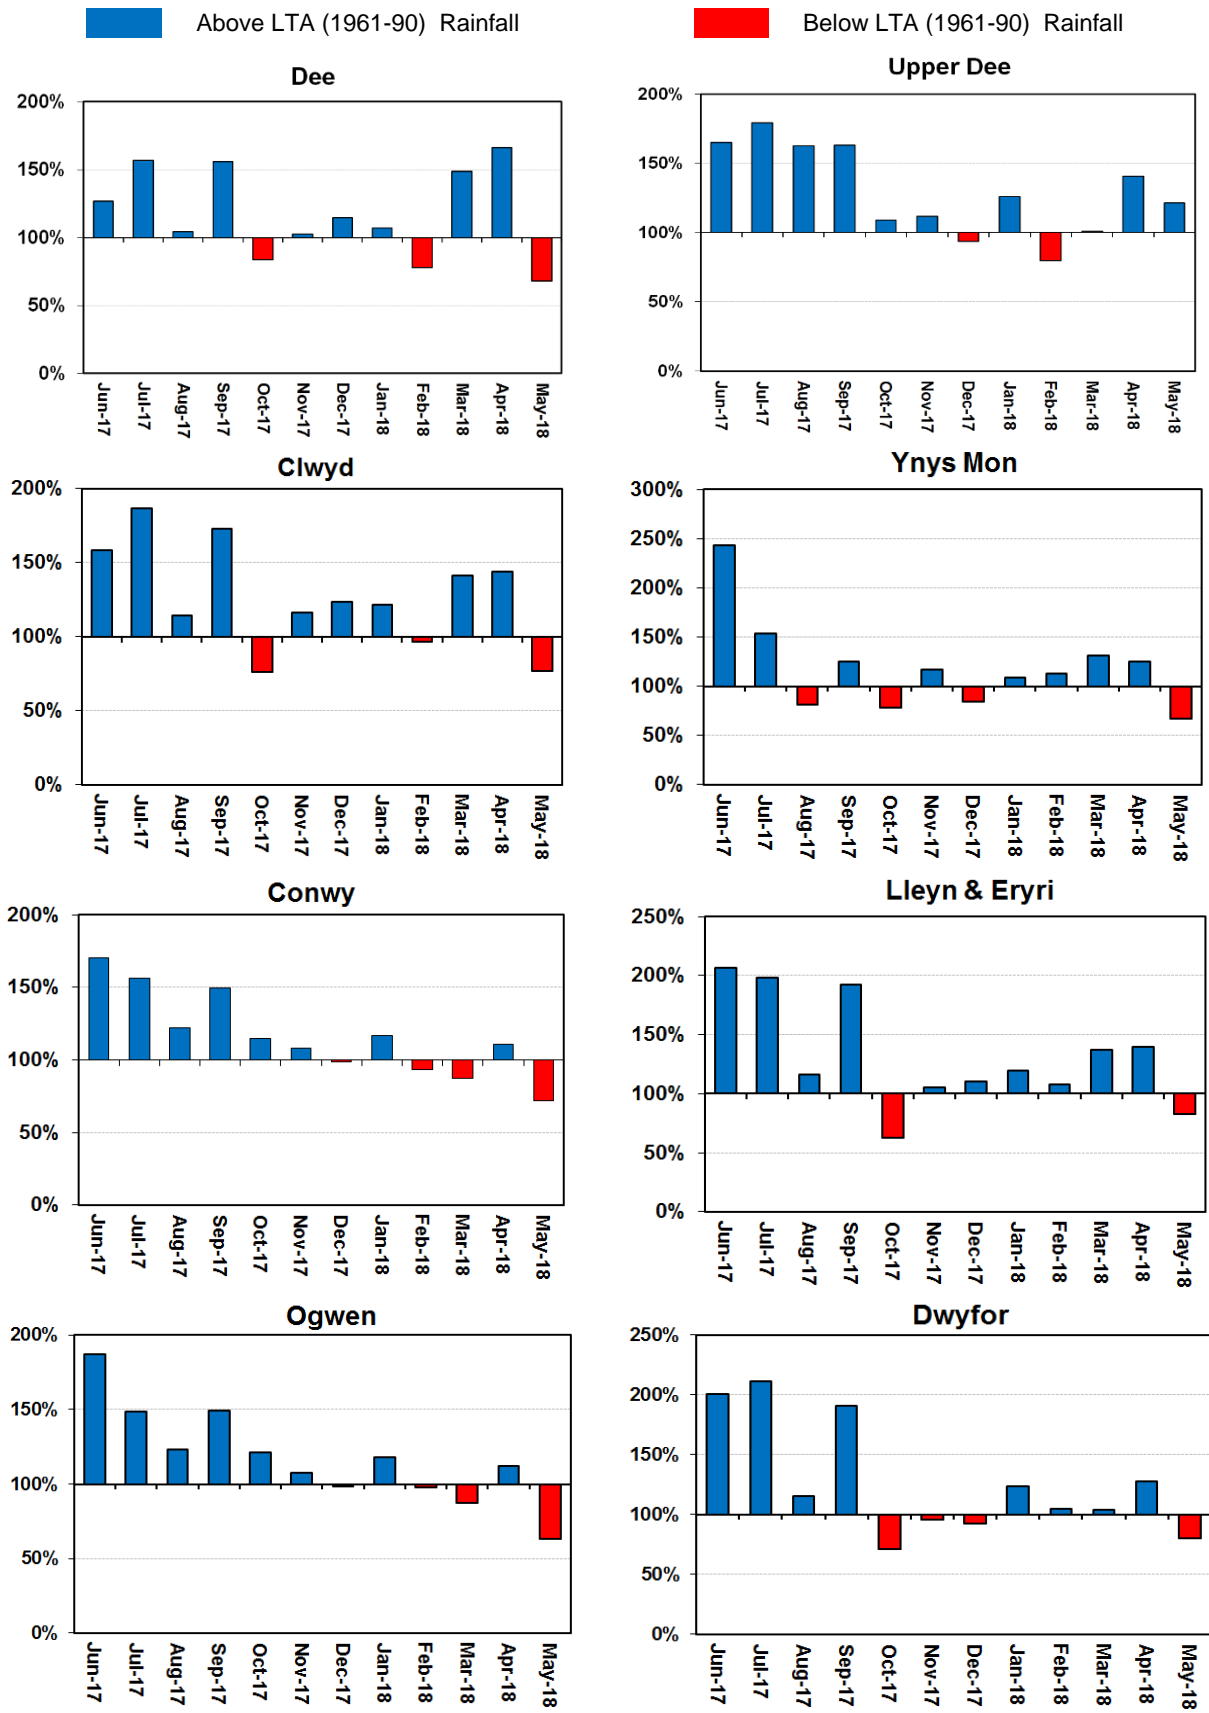 Above LTA (1961-90) Rainfall
Below LTA (1961-90) Rainfall
Dee
200%
150%
100%
50%
0%
Jun-17
Jul-17
Aug-17
Sep-17
Oct-17
Nov-17
Dec-17
Jan-18
Feb-18
Mar-18
Apr-18
May-18
Upper Dee
200%
150%
100%
50%
0%
Jun-17
Jul-17
Aug-17
Sep-17
Oct-17
Nov-17
Dec-17
Jan-18
Feb-18
Mar-18
Apr-18
May-18
Clwyd
200%
150%
100%
50%
0%
Jun-17
Jul-17
Aug-17
Sep-17
Oct-17
Nov-17
Dec-17
Jan-18
Feb-18
Mar-18
Apr-18
May-18
Ynys Mon
300%
250%
200%
150%
100%
50%
0%
Jun-17
Jul-17
Aug-17
Sep-17
Oct-17
Nov-17
Dec-17
Jan-18
Feb-18
Mar-18
Apr-18
May-18
Conwy
200%
150%
100%
50%
0%
Jun-17
Jul-17
Aug-17
Sep-17
Oct-17
Nov-17
Dec-17
Jan-18
Feb-18
Mar-18
Apr-18
May-18
Lleyn & Eryri
250%
200%
150%
100%
50%
0%
Jun-17
Jul-17
Aug-17
Sep-17
Oct-17
Nov-17
Dec-17
Jan-18
Feb-18
Mar-18
Apr-18
May-18
Ogwen
200%
150%
100%
50%
0%
Jun-17
Jul-17
Aug-17
Sep-17
Oct-17
Nov-17
Dec-17
Jan-18
Feb-18
Mar-18
Apr-18
May-18
Dwyfor
250%
200%
150%
100%
50%
0%
Jun-17
Jul-17
Aug-17
Sep-17
Oct-17
Nov-17
Dec-17
Jan-18
Feb-18
Mar-18
Apr-18
May-18